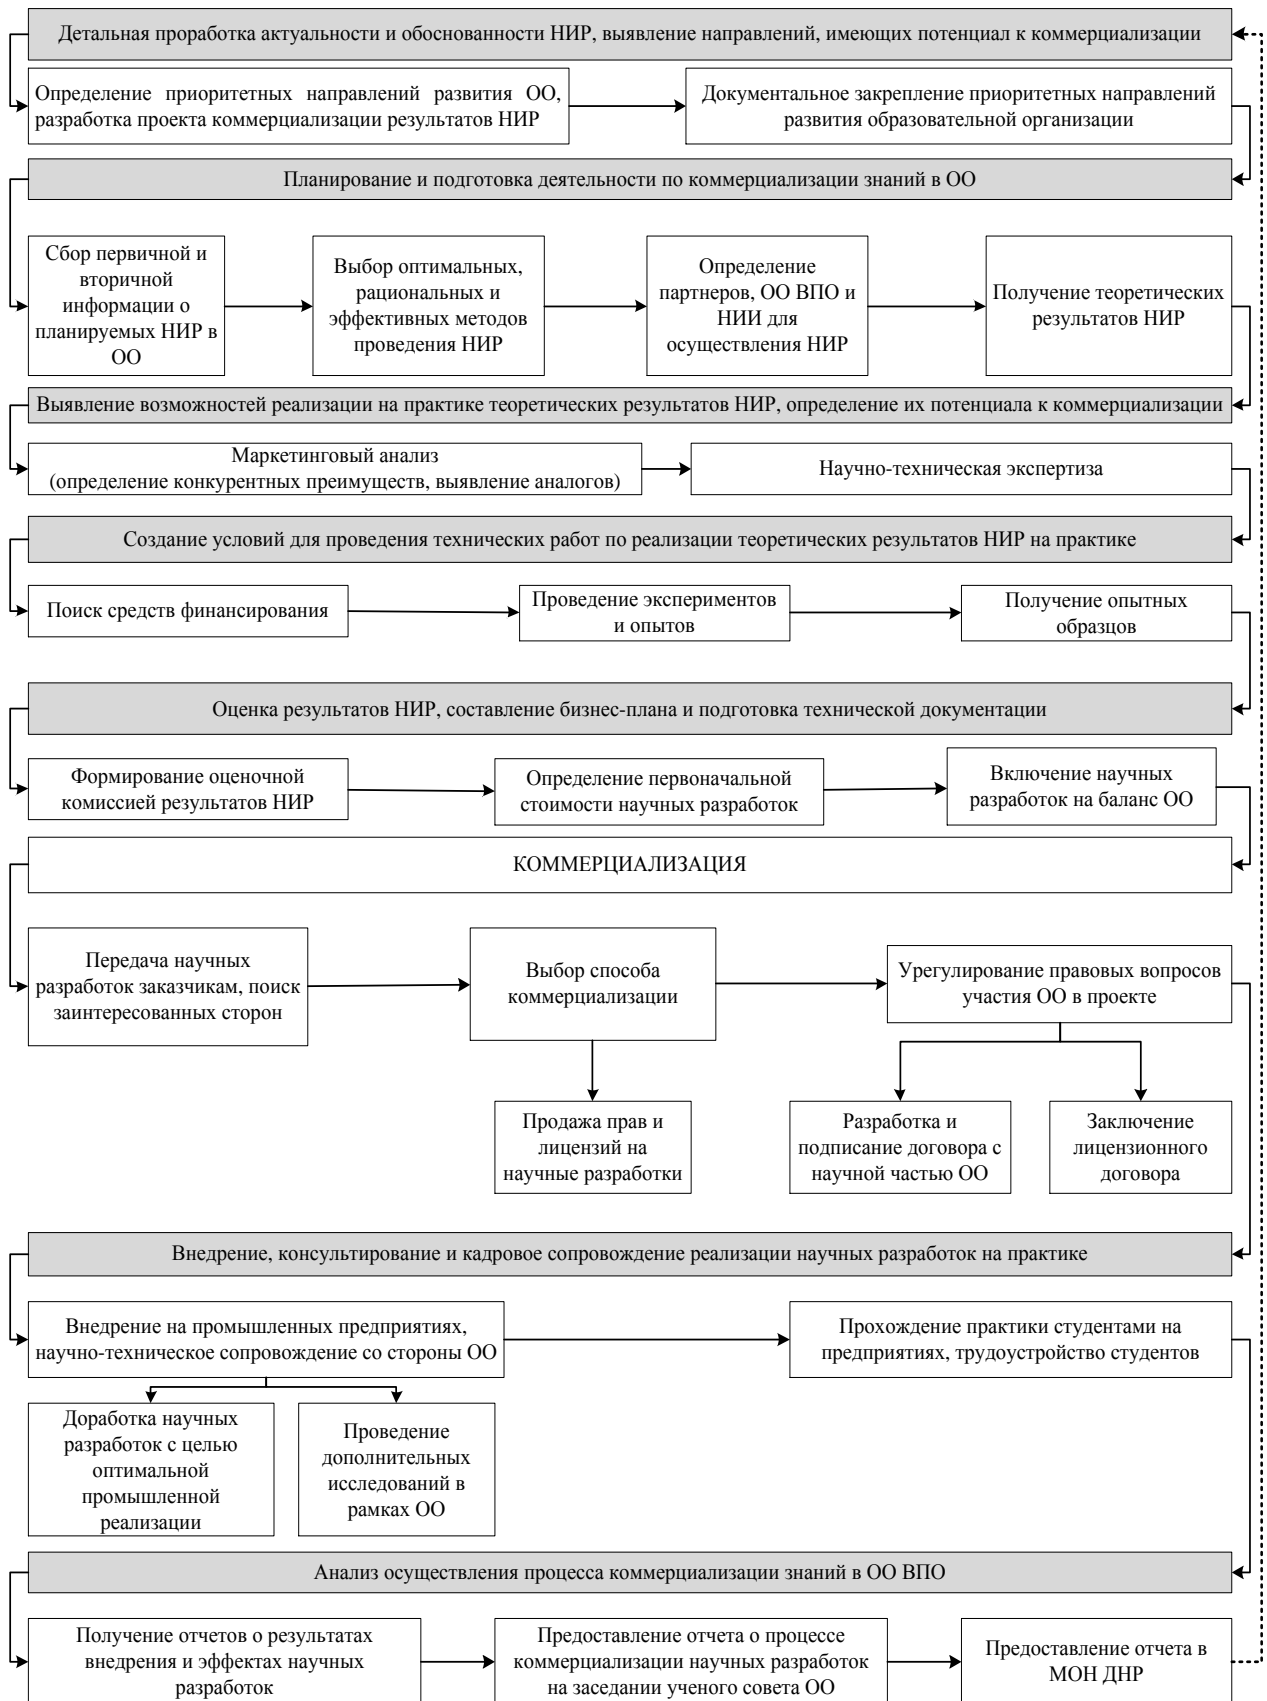 Детальная проработка актуальности и обоснованности НИР, выявление направлений, имеющих потенциал к коммерциализации
Определение приоритетных направлений развития ОО,
разработка проекта коммерциализации результатов НИР
Документальное закрепление приоритетных направлений
развития образовательной организации
Планирование и подготовка деятельности по коммерциализации знаний в ОО
Сбор первичной и
вторичной
информации о
планируемых НИР в
ОО
Выбор оптимальных,
рациональных и
эффективных методов
проведения НИР
Определение
партнеров, ОО ВПО и
НИИ для
осуществления НИР
Получение теоретических
результатов НИР
Выявление возможностей реализации на практике теоретических результатов НИР, определение их потенциала к коммерциализации
Маркетинговый анализ
(определение конкурентных преимуществ, выявление аналогов)
Научно-техническая экспертиза
Создание условий для проведения технических работ по реализации теоретических результатов НИР на практике
Поиск средств финансирования
Проведение экспериментов
и опытов
Получение опытных
образцов
Оценка результатов НИР, составление бизнес-плана и подготовка технической документации
Формирование оценочной
комиссией результатов НИР
Определение первоначальной
стоимости научных разработок
Включение научных
разработок на баланс ОО
КОММЕРЦИАЛИЗАЦИЯ
Передача научных
разработок заказчикам, поиск
заинтересованных сторон
Выбор способа
коммерциализации
Урегулирование правовых вопросов
участия ОО в проекте
Продажа прав и
лицензий на
научные разработки
Разработка и
подписание договора с
научной частью ОО
Заключение
лицензионного
договора
Внедрение, консультирование и кадровое сопровождение реализации научных разработок на практике
Внедрение на промышленных предприятиях,
научно-техническое сопровождение со стороны ОО
Прохождение практики студентами на
предприятиях, трудоустройство студентов
Доработка научных
разработок с целью
оптимальной
промышленной
реализации
Проведение
дополнительных
исследований в
рамках ОО
Анализ осуществления процесса коммерциализации знаний в ОО ВПО
Получение отчетов о результатах
внедрения и эффектах научных
разработок
Предоставление отчета о процессе
коммерциализации научных разработок
на заседании ученого совета ОО
Предоставление отчета в
МОН ДНР